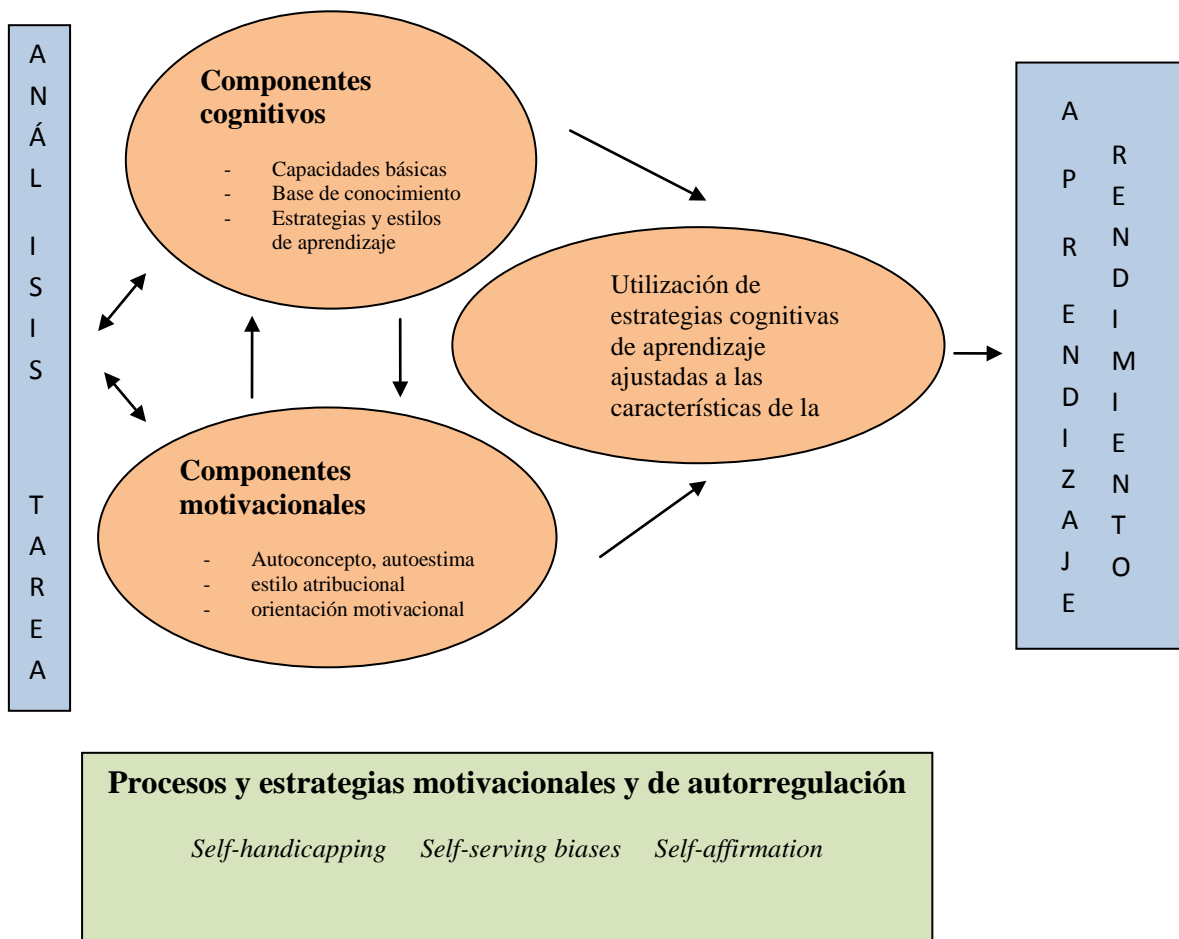 ANÁLISIS TAREA
Componentes
cognitivos
- Capacidades básicas
- Base de conocimiento
- Estrategias y estilos
de aprendizaje
Utilización de
estrategias cognitivas
de aprendizaje
ajustadas a las
características de la
Componentes
motivacionales
- Autoconcepto, autoestima
- estilo atribucional
- orientación motivacional
APRENDIZAJE
RENDIMIENTO
Procesos y estrategias motivacionales y de autorregulación
Self-handicapping Self-serving biases Self-affirmation